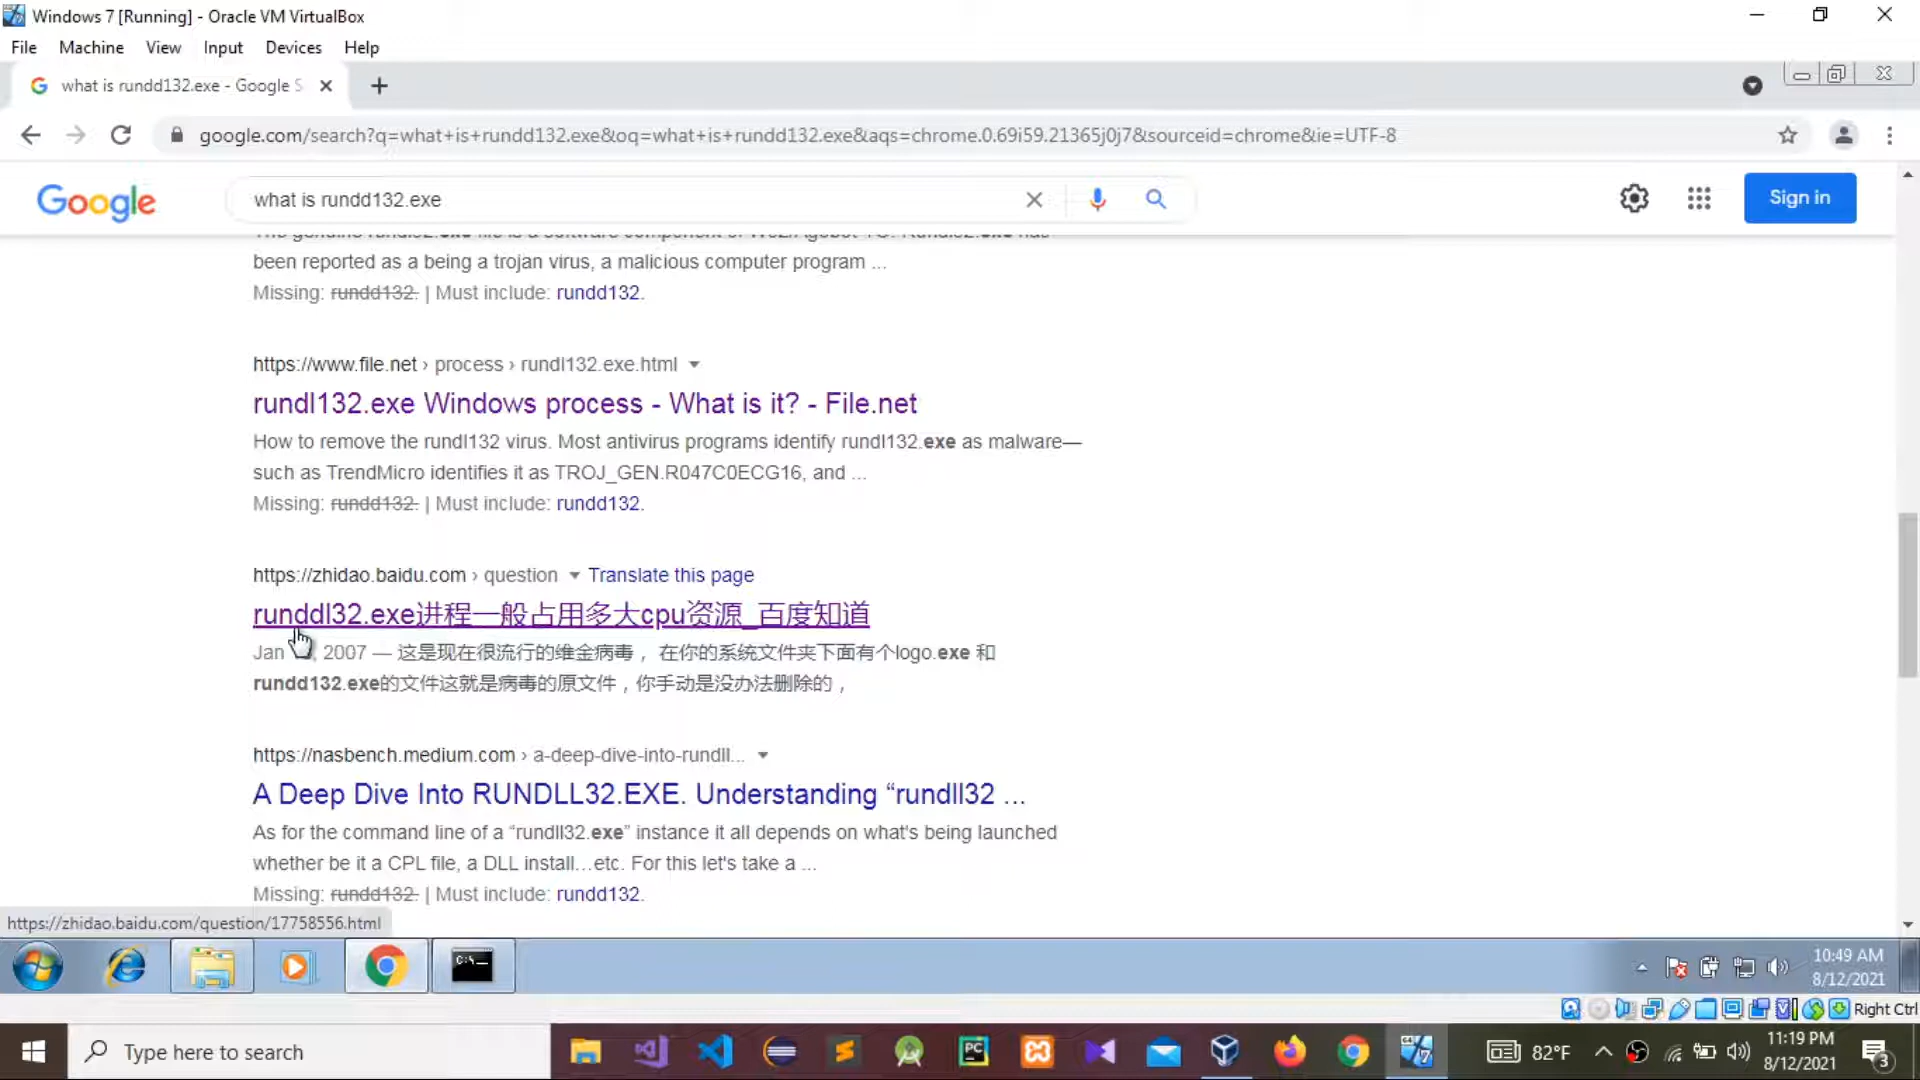 Windows 7 [Running] - Oracle VM VirtualBox
File Machine View Input Devices Help
what is rundd132.exe - Google S
google.com/search?q=what+is+rundd132.exe&oq=what+is+rundd132.exe&aqs=chrome.0.69i59.21365j0j7&sourceid=chrome&ie=UTF-8
Google what is rundd132.exe Sign in
been reported as a being a trojan virus, a malicious computer program ...
Missing: rundd132. | Must include: rundd132.
https://www.file.net › process › rundl132.exe.html
rundl132.exe Windows process - What is it? - File.net
How to remove the rundl132 virus. Most antivirus programs identify rundl132.exe as malware—
such as TrendMicro identifies it as TROJ_GEN.R047C0ECG16, and ...
Missing: rundd132. | Must include: rundd132.
https://zhidao.baidu.com › question Translate this page
runddl32.exe进程一般占用多大cpu资源_百度知道
Jan 2007 — 这是现在很流行的维金病毒，在你的系统文件夹下面有个logo.exe 和
rundd132.exe的文件这就是病毒的原文件，你手动是没办法删除的，
https://nasbench.medium.com › a-deep-dive-into-rundll...
A Deep Dive Into RUNDLL32.EXE. Understanding “rundll32 ...
As for the command line of a “rundll32.exe” instance it all depends on what's being launched
whether be it a CPL file, a DLL install…etc. For this let's take a ...
Missing: rundd132. | Must include: rundd132.
https://zhidao.baidu.com/question/17758556.html
10:49 AM
8/12/2021
Right Ctrl
Type here to search
82°F
11:19 PM
8/12/2021
3